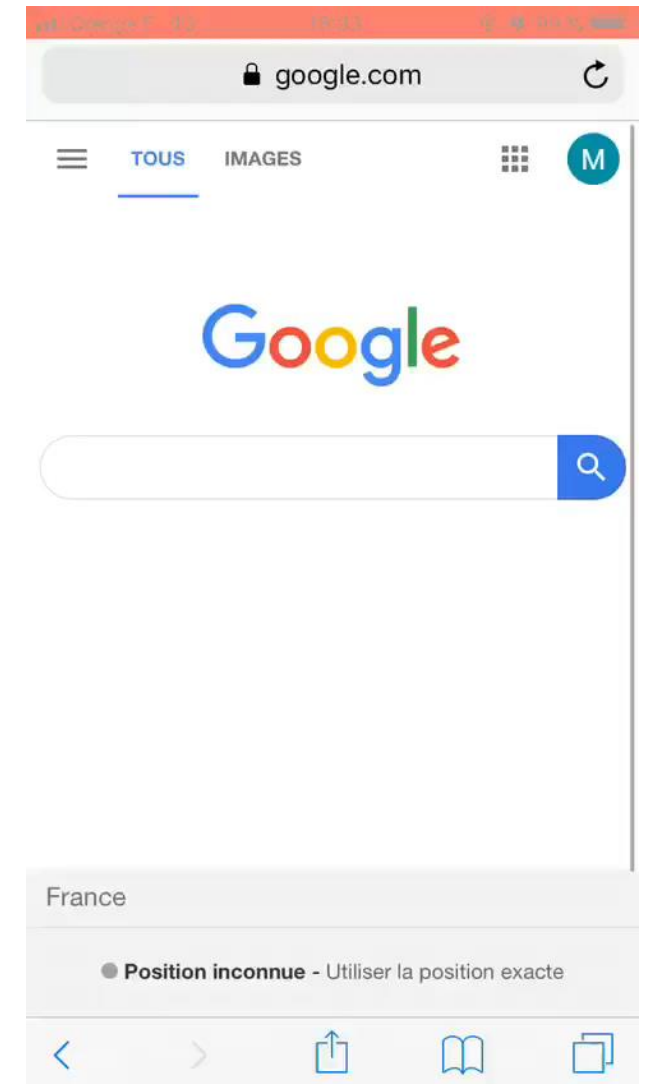 google.com
TOUS IMAGES M
Google
France
Position inconnue - Utiliser la position exacte